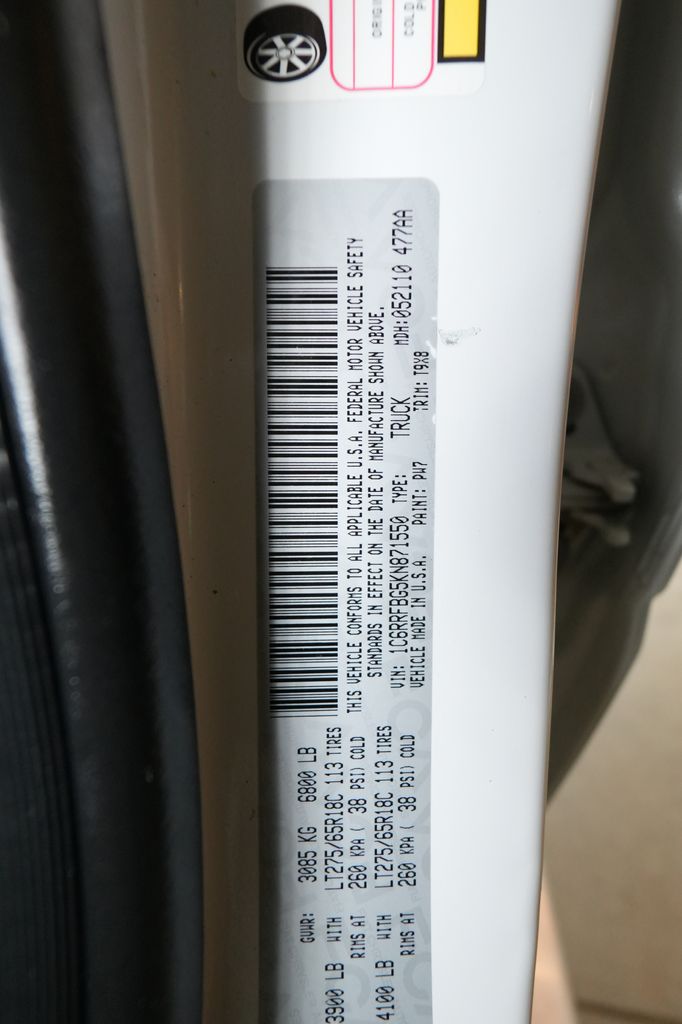 ORIGI
COLD
GVWR: 3085 KG 6800 LB
3900 LB WITH LT275/65R18C 113 TIRES
RIMS AT 260 KPA ( 38 PSI) COLD
4100 LB WITH LT275/65R18C 113 TIRES
RIMS AT 260 KPA ( 38 PSI) COLD
THIS VEHICLE CONFORMS TO ALL APPLICABLE U.S.A. FEDERAL MOTOR VEHICLE SAFETY
STANDARDS IN EFFECT ON THE DATE OF MANUFACTURE SHOWN ABOVE.
VIN: 1C6RRFBG5KN871550 TYPE: TRUCK MDH:052110 477AA
VEHICLE MADE IN U.S.A. PAINT: PW7 TRIM: T9X8